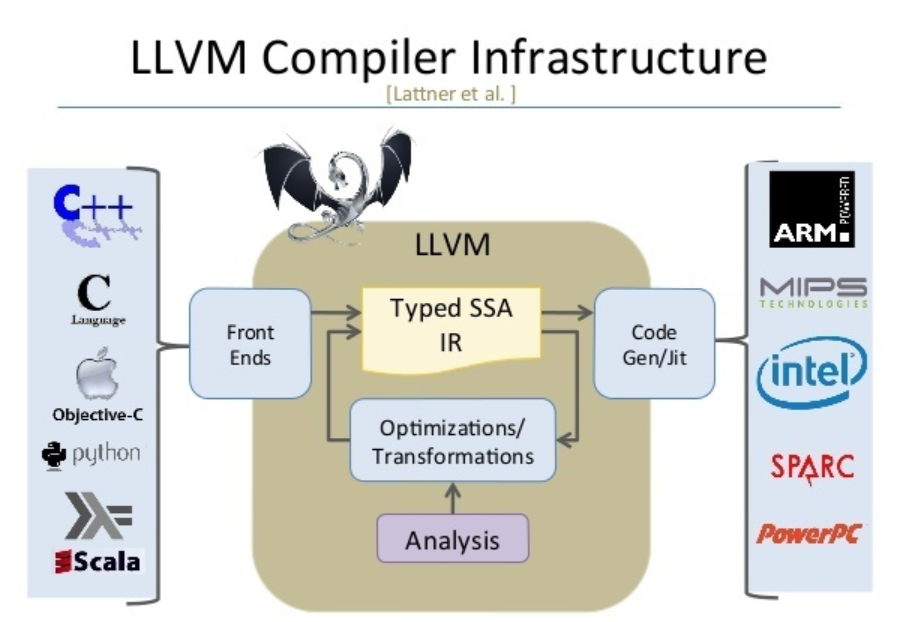 LLVM Compiler Infrastructure
[Lattner et al. ]
C++
C
Language
Objective-C
python
Scala
Front
Ends
LLVM
Typed SSA
IR
Optimizations/
Transformations
Analysis
Code
Gen/Jit
ARM
POWERED
MIPS
TECHNOLOGIES
intel
SPARC
PowerPC